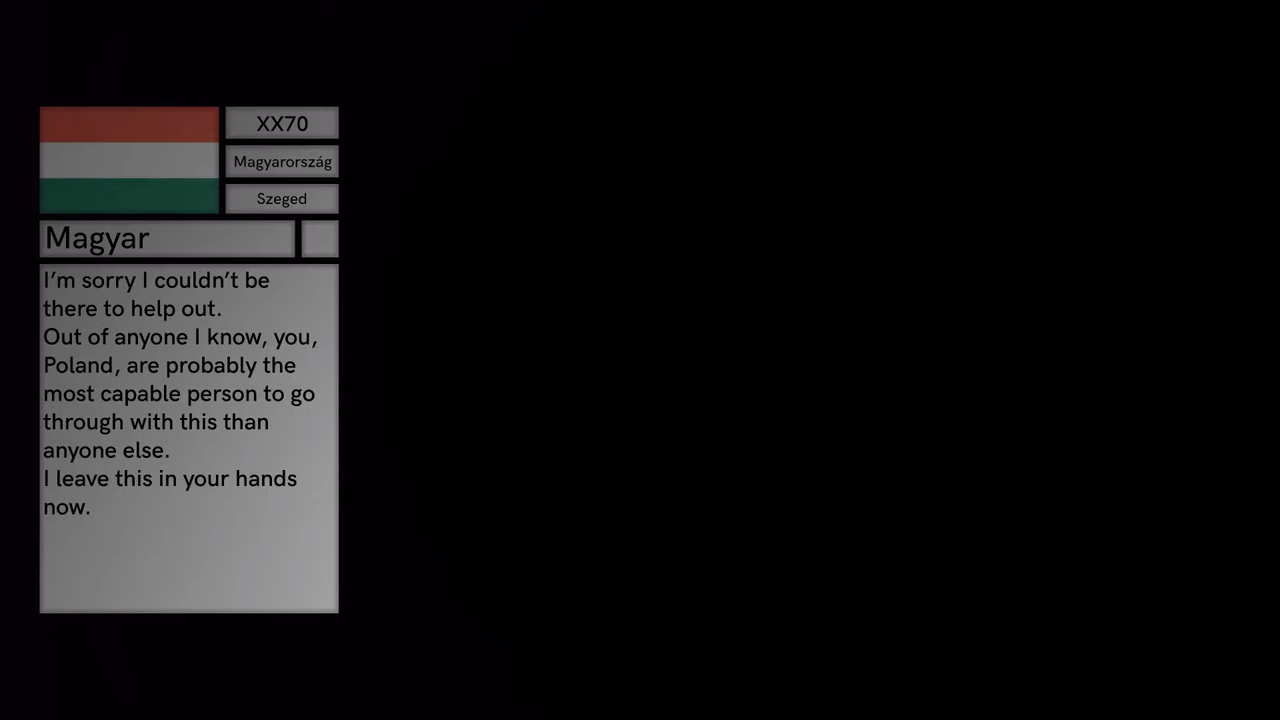 XX70
Magyarország
Szeged
Magyar
I’m sorry I couldn’t be
there to help out.
Out of anyone I know, you,
Poland, are probably the
most capable person to go
through with this than
anyone else.
I leave this in your hands
now.